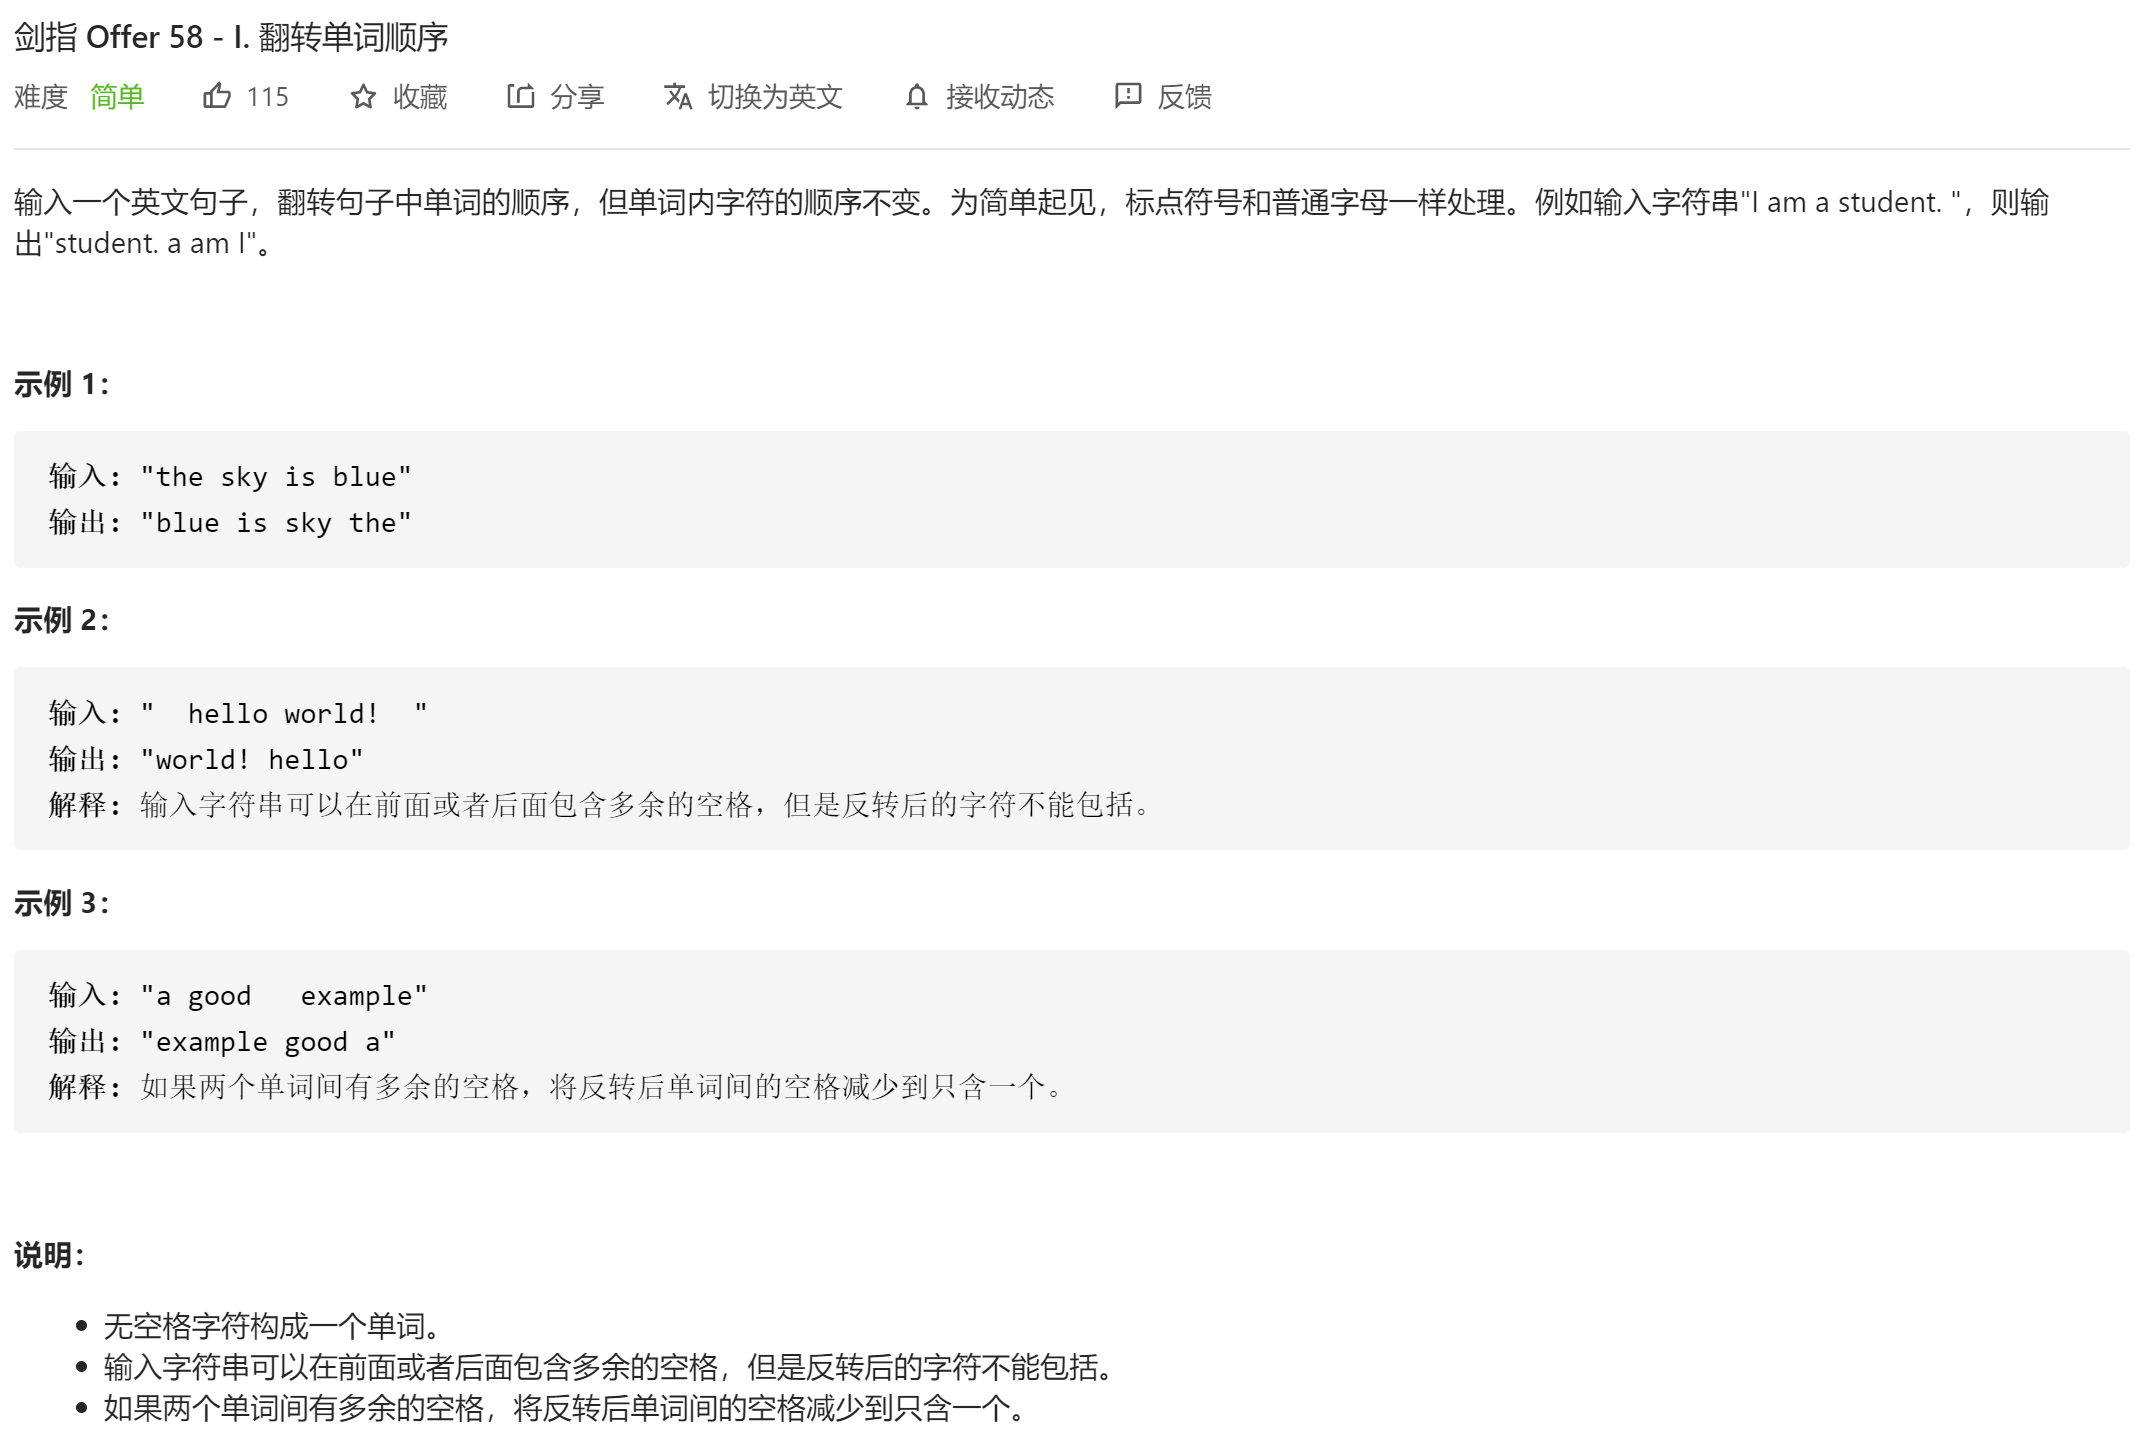 剑指 Offer 58 - I. 翻转单词顺序
难度 简单 115 收藏 分享 切换为英文 接收动态 反馈
输入一个英文句子，翻转句子中单词的顺序，但单词内字符的顺序不变。为简单起见，标点符号和普通字母一样处理。例如输入字符串"I am a student. "，则输
出"student. a am I"。
示例 1：
输入："the sky is blue"
输出："blue is sky the"
示例 2：
输入："  hello world!  "
输出："world! hello"
解释：输入字符串可以在前面或者后面包含多余的空格，但是反转后的字符不能包括。
示例 3：
输入："a good   example"
输出："example good a"
解释：如果两个单词间有多余的空格，将反转后单词间的空格减少到只含一个。
说明：
• 无空格字符构成一个单词。
• 输入字符串可以在前面或者后面包含多余的空格，但是反转后的字符不能包括。
• 如果两个单词间有多余的空格，将反转后单词间的空格减少到只含一个。